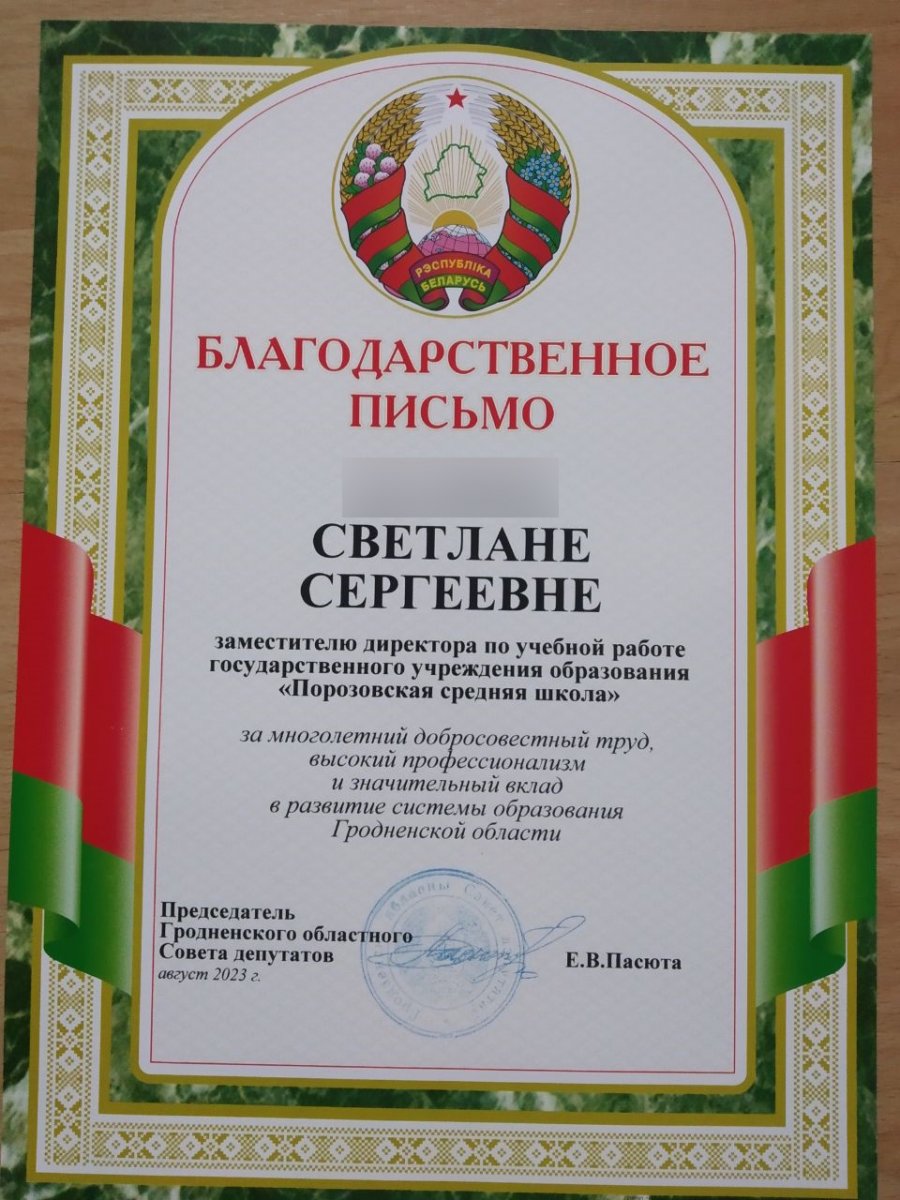 РЭСПУБЛІКА
БЕЛАРУСЬ
БЛАГОДАРСТВЕННОЕ
ПИСЬМО
СВЕТЛАНЕ
СЕРГЕЕВНЕ
заместителю директора по учебной работе
государственного учреждения образования
«Порозовская средняя школа»
за многолетний добросовестный труд,
высокий профессионализм
и значительный вклад
в развитие системы образования
Гродненской области
Председатель
Гродненского областного
Совета депутатов
август 2023 г.
Е.В.Пасюта